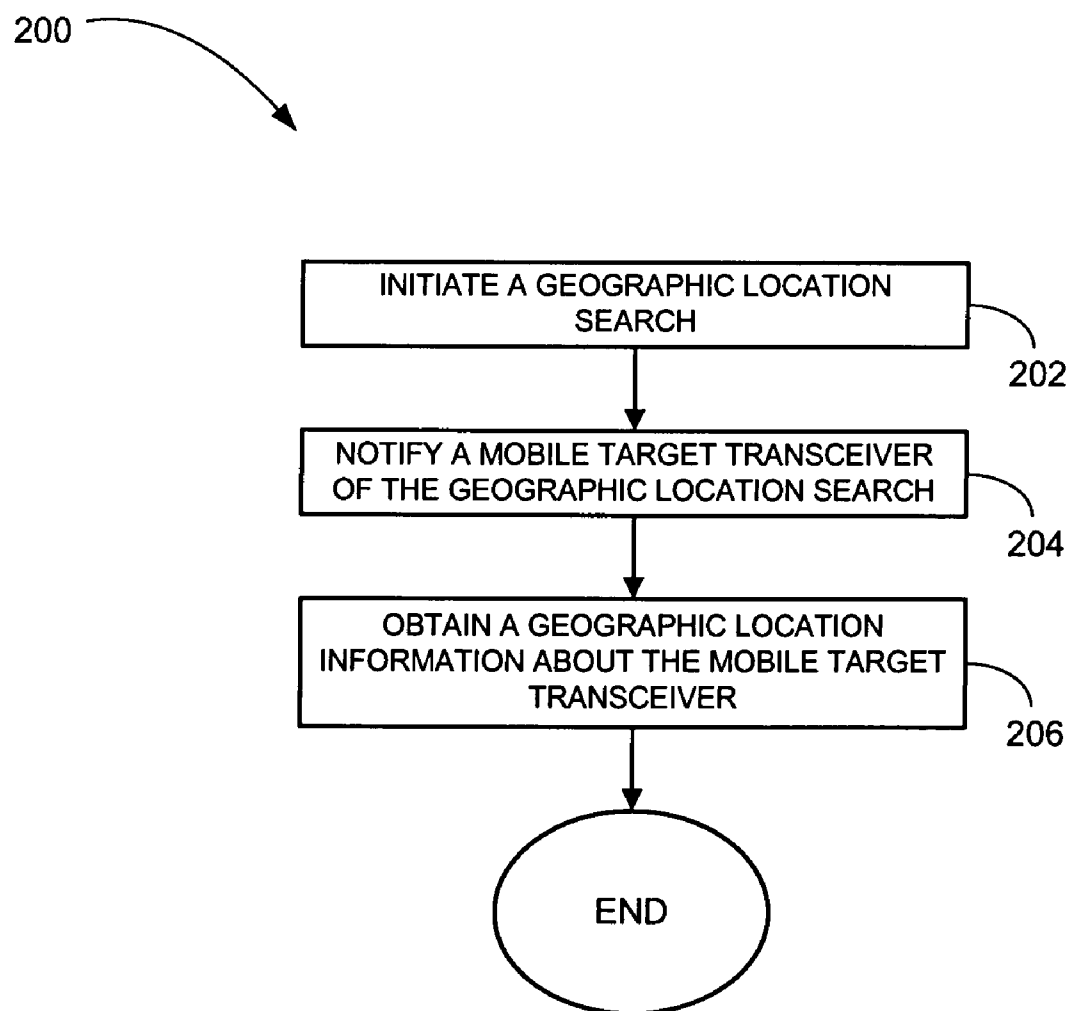 200
INITIATE A GEOGRAPHIC LOCATION
SEARCH
202
NOTIFY A MOBILE TARGET TRANSCEIVER
OF THE GEOGRAPHIC LOCATION SEARCH
204
OBTAIN A GEOGRAPHIC LOCATION
INFORMATION ABOUT THE MOBILE TARGET
TRANSCEIVER
206
END